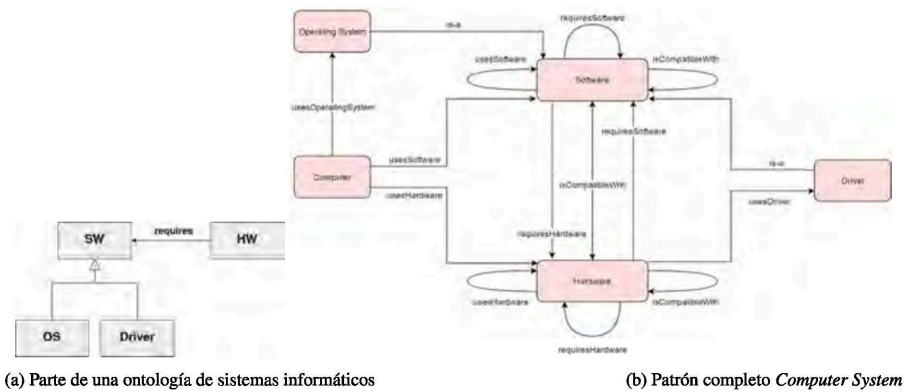 Operating System
is-a
requiresSoftware
usesSoftware
isCompatibleWith
Software
usesOperatingSystem
requiresSoftware
Computer
usesSoftware
usesHardware
isCompatibleWith
is-a
Driver
usesDriver
SW
requires
HW
requiresHardware
Hardware
usesHardware
isCompatibleWith
OS
Driver
requiresHardware
(a) Parte de una ontología de sistemas informáticos
(b) Patrón completo Computer System